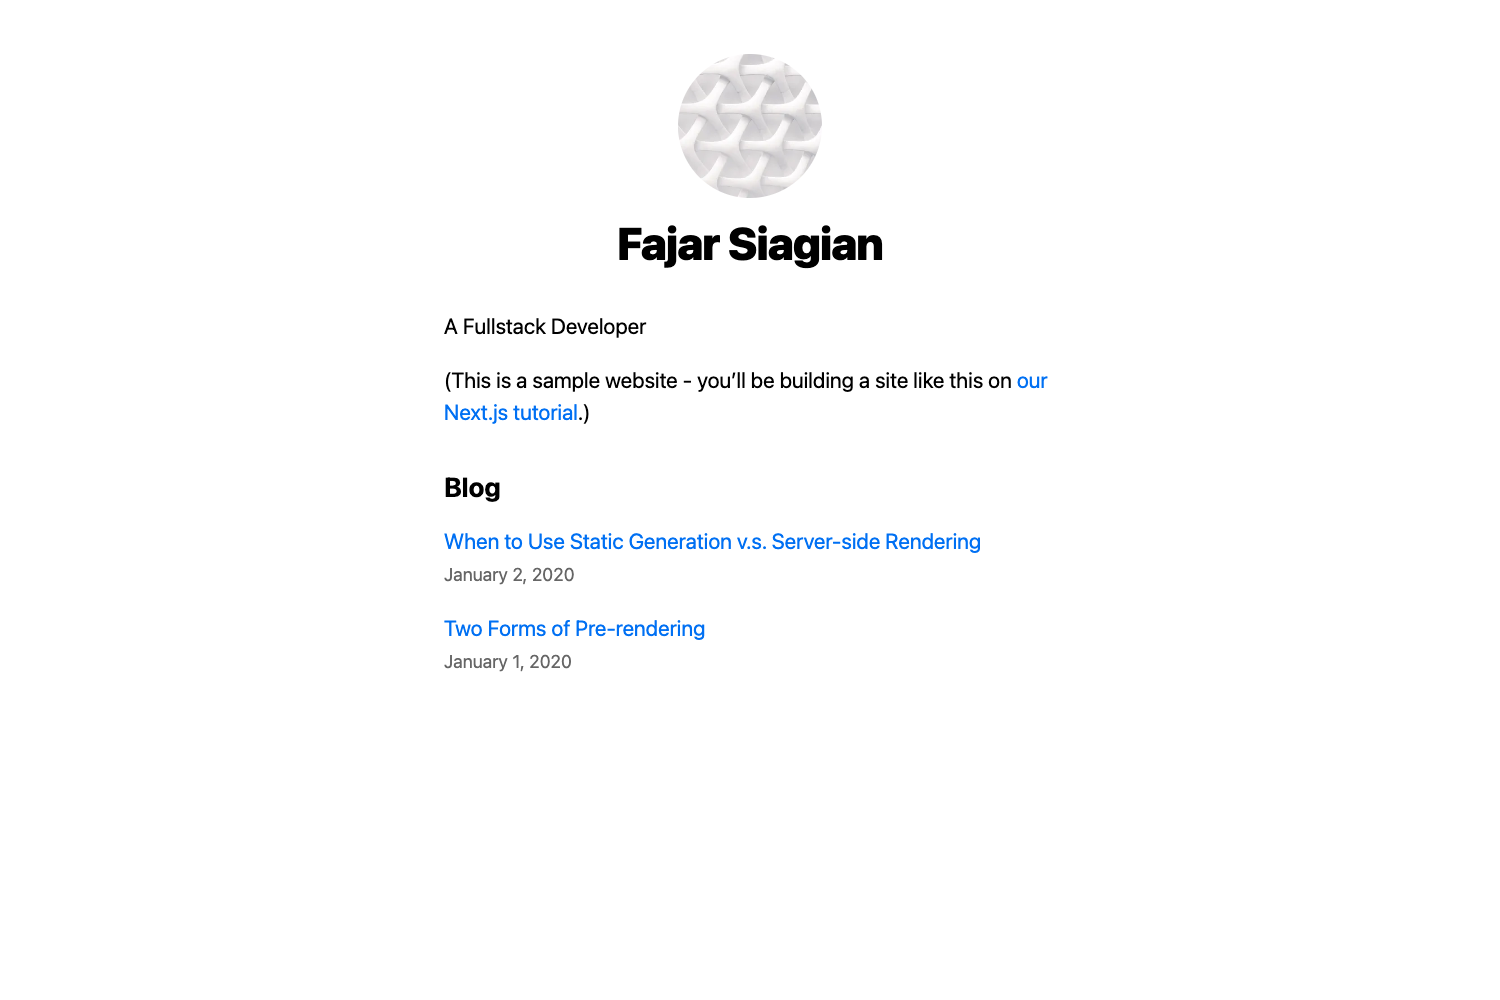 Fajar Siagian
A Fullstack Developer
(This is a sample website - you’ll be building a site like this on our
Next.js tutorial.)
Blog
When to Use Static Generation v.s. Server-side Rendering
January 2, 2020
Two Forms of Pre-rendering
January 1, 2020